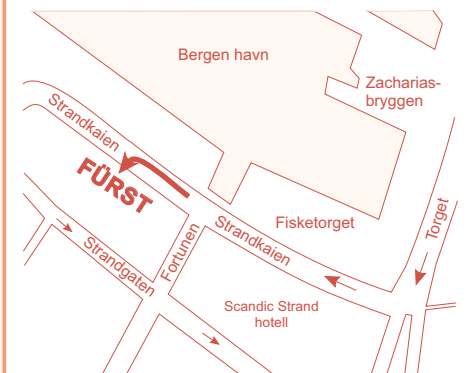 Bergen havn
Zacharias-
bryggen
Strandkaien
FÜRST
Fisketorget
Torget
Strandkaien
Fortunen
Strandgaten
Scandic Strand
hotell